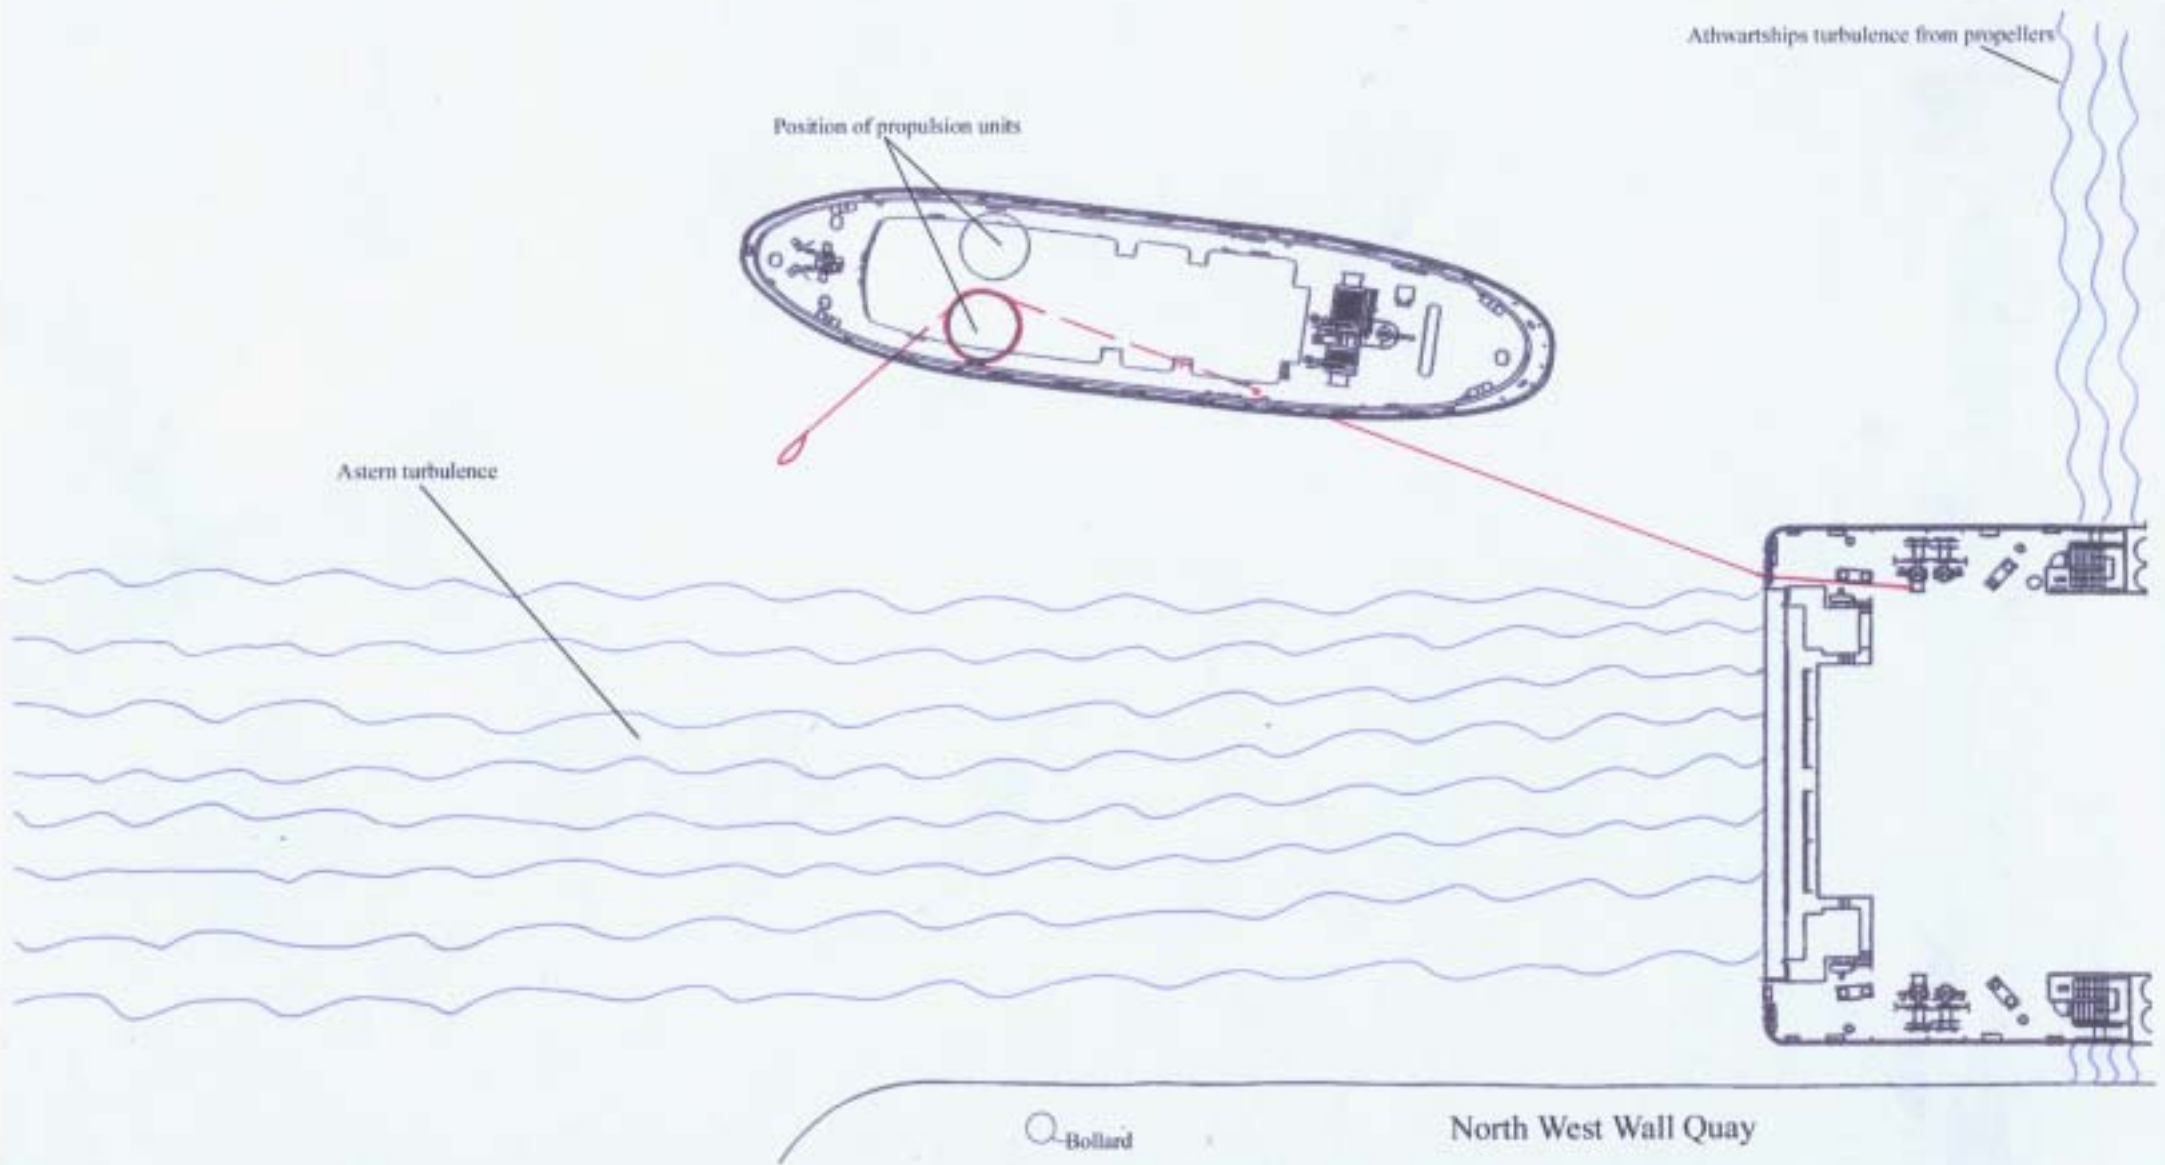 Athwartships turbulence from propellers
Position of propulsion units
Astern turbulence
Bollard
North West Wall Quay